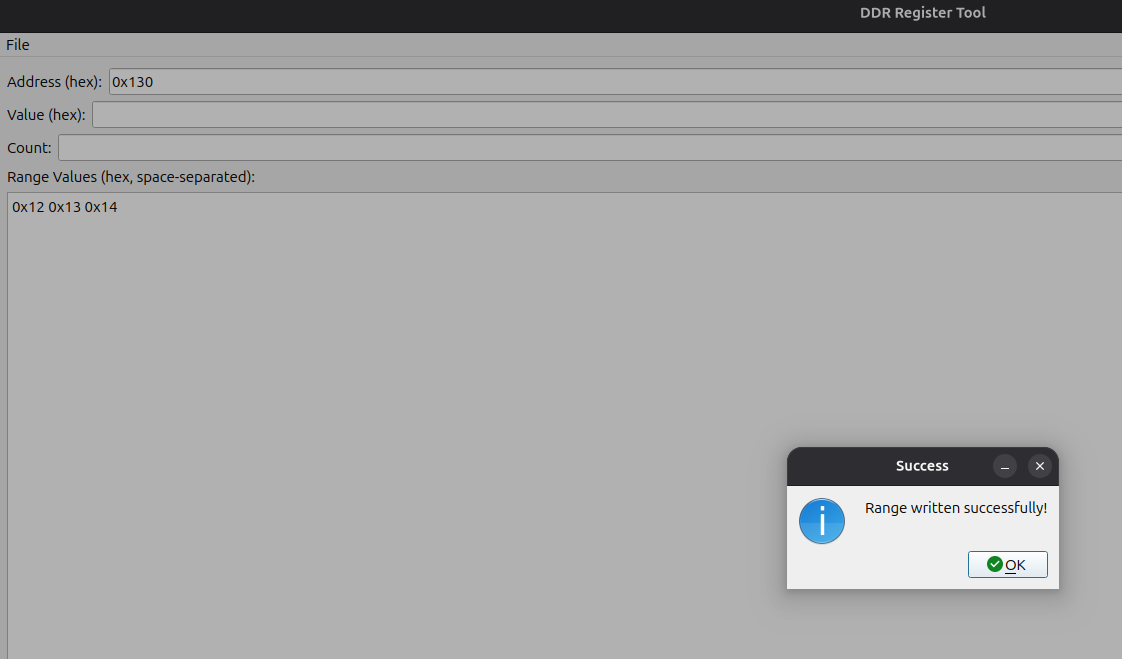 DDR Register Tool
File
Address (hex): 0x130
Value (hex):
Count:
Range Values (hex, space-separated):
0x12 0x13 0x14
Success
Range written successfully!
OK